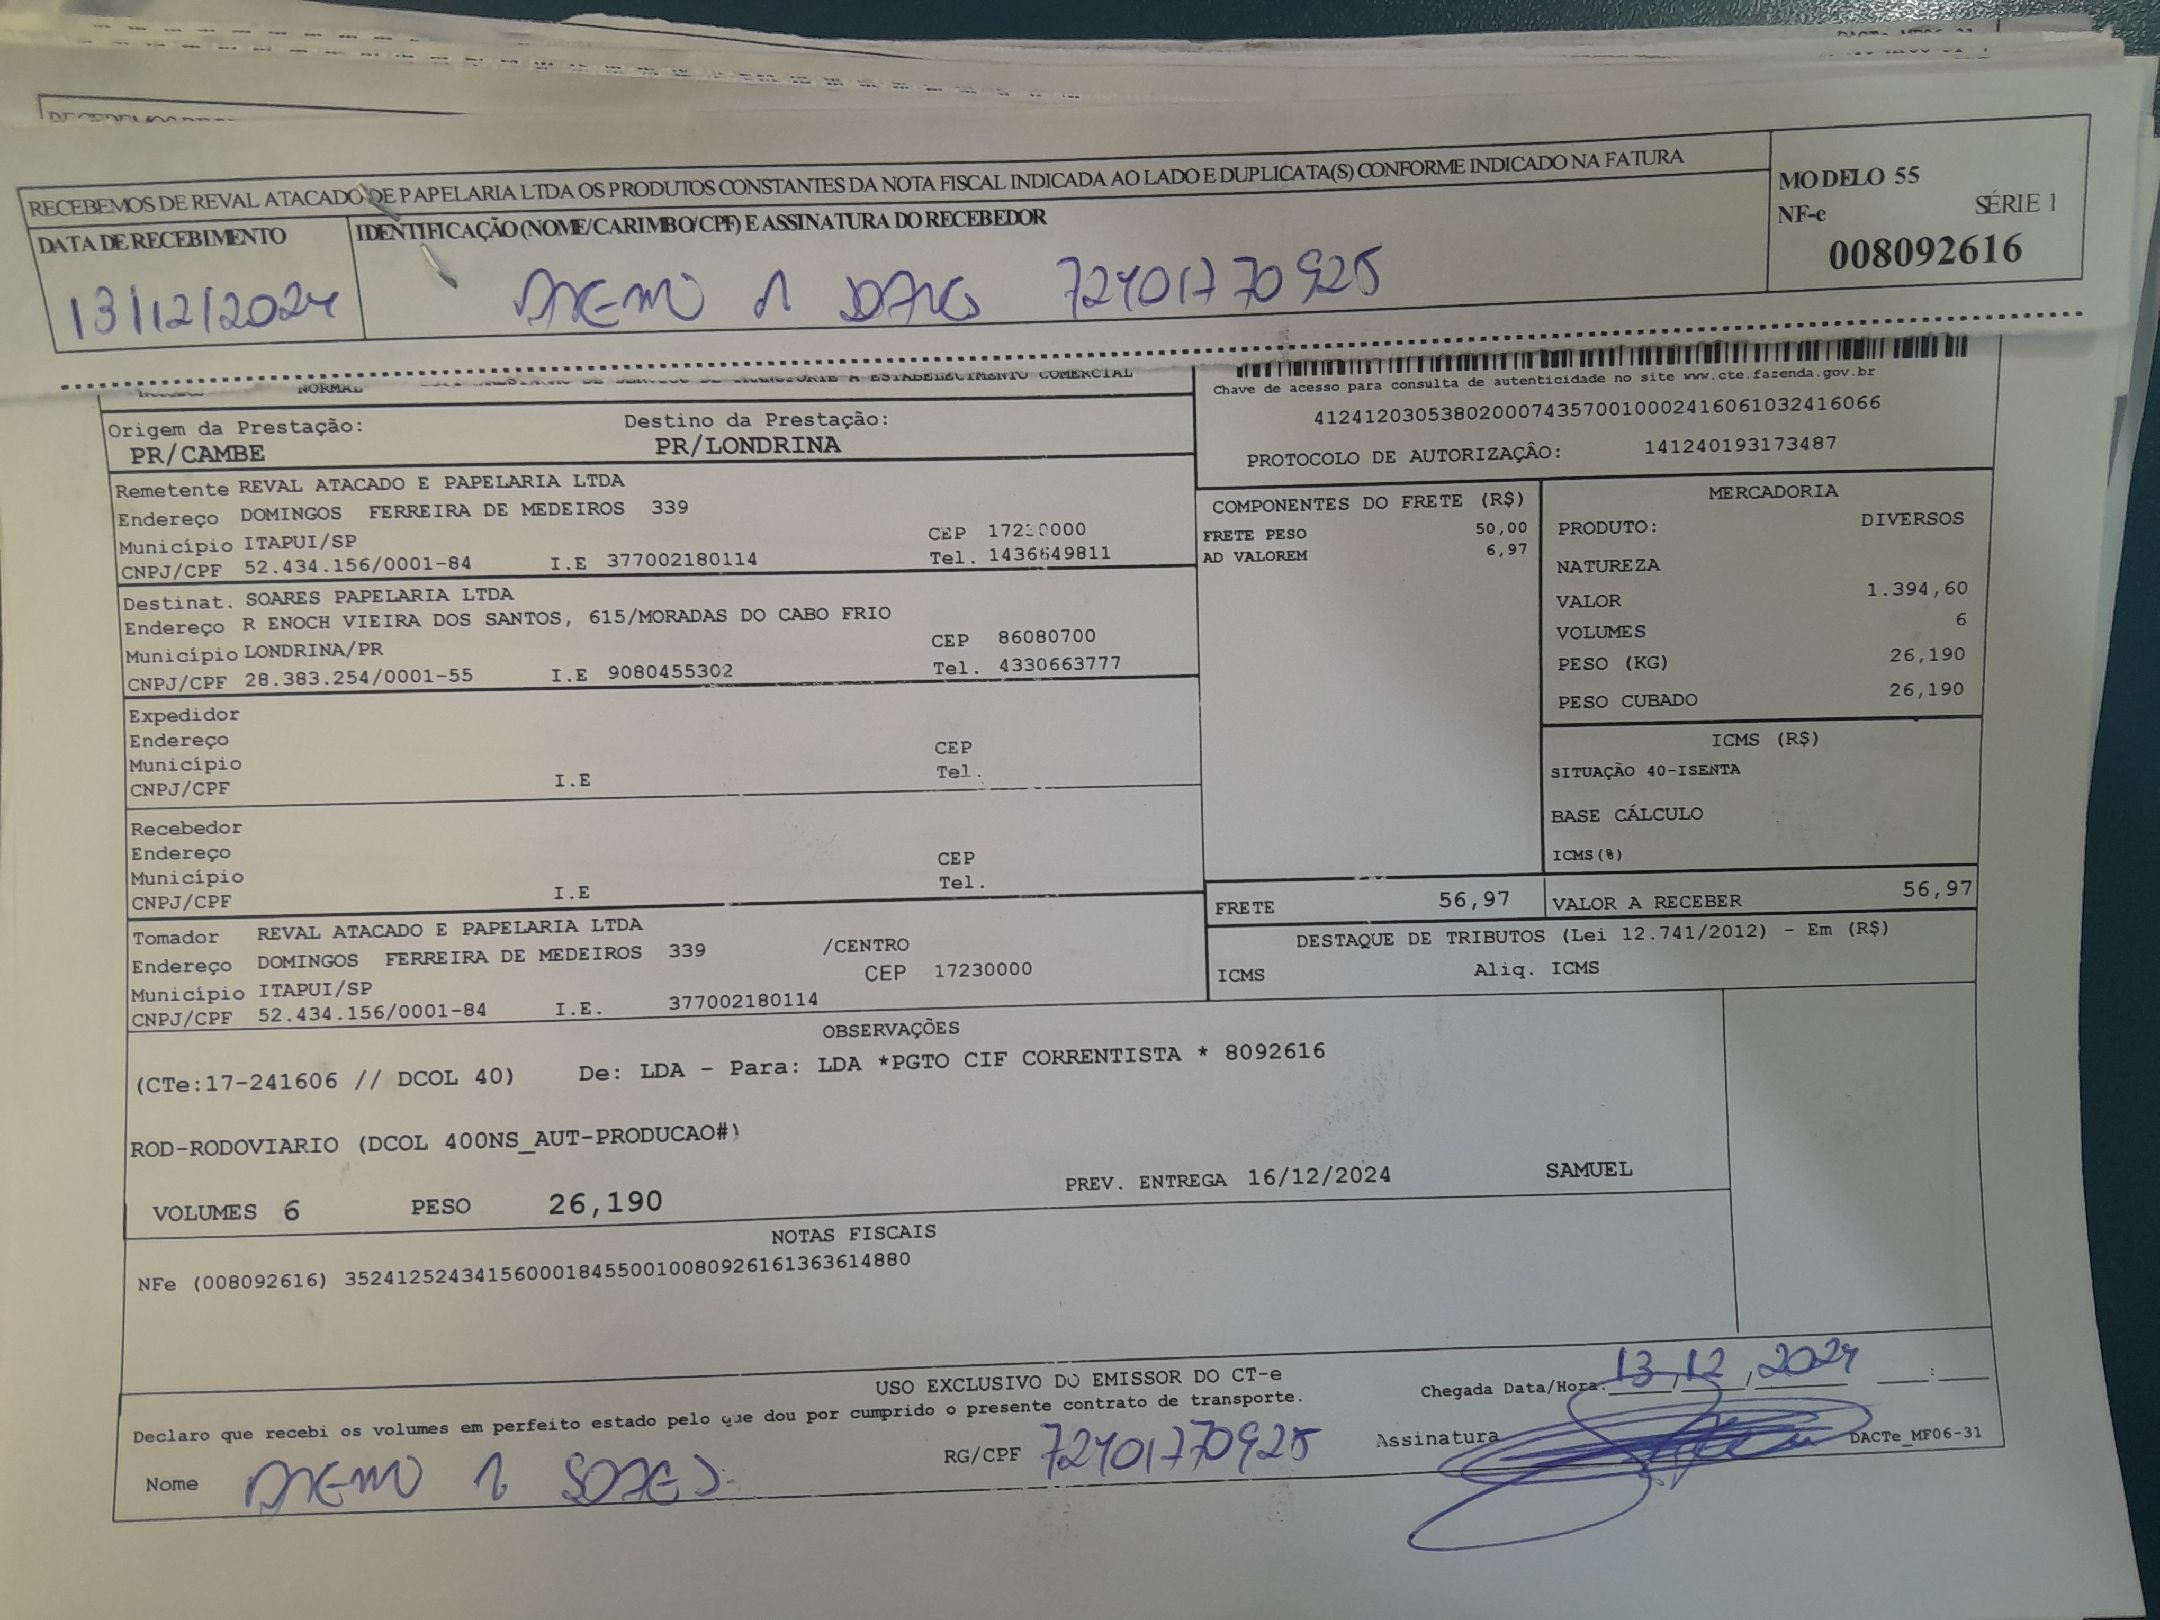 RECEBEMOS DE REVAL ATACADO DE PAPELARIA LTDA OS PRODUTOS CONSTANTES DA NOTA FISCAL INDICADA AO LADO E DUPLICATA(S) CONFORME INDICADO NA FATURA
MODELO 55
NF-e SÉRIE 1
008092616
DATA DE RECEBIMENTO
IDENTIFICAÇÃO (NOME/CARIMBO/CPF) E ASSINATURA DO RECEBEDOR
13/12/2024
72401770925
NORMAL
Chave de acesso para consulta de autenticidade no site www.cte.fazenda.gov.br
41241203053802000743570010002416061032416066
PROTOCOLO DE AUTORIZAÇÃO: 141240193173487
Origem da Prestação: Destino da Prestação:
PR/CAMBE PR/LONDRINA
Remetente REVAL ATACADO E PAPELARIA LTDA
Endereço DOMINGOS FERREIRA DE MEDEIROS 339
Município ITAPUI/SP CEP 17230000
CNPJ/CPF 52.434.156/0001-84 I.E 377002180114 Tel. 1436649811
Destinat. SOARES PAPELARIA LTDA
Endereço R ENOCH VIEIRA DOS SANTOS, 615/MORADAS DO CABO FRIO
Município LONDRINA/PR CEP 86080700
CNPJ/CPF 28.383.254/0001-55 I.E 9080455302 Tel. 4330663777
Expedidor
Endereço
Município CEP
CNPJ/CPF I.E Tel.
Recebedor
Endereço
Município CEP
CNPJ/CPF I.E Tel.
Tomador REVAL ATACADO E PAPELARIA LTDA
Endereço DOMINGOS FERREIRA DE MEDEIROS 339 /CENTRO
Município ITAPUI/SP CEP 17230000
CNPJ/CPF 52.434.156/0001-84 I.E. 377002180114
COMPONENTES DO FRETE (R$)
FRETE PESO 50,00
AD VALOREM 6,97
MERCADORIA
PRODUTO: DIVERSOS
NATUREZA
VALOR 1.394,60
VOLUMES 6
PESO (KG) 26,190
PESO CUBADO 26,190
ICMS (R$)
SITUAÇÃO 40-ISENTA
BASE CÁLCULO
ICMS(%)
FRETE 56,97 VALOR A RECEBER 56,97
DESTAQUE DE TRIBUTOS (Lei 12.741/2012) - Em (R$)
ICMS Aliq. ICMS
OBSERVAÇÕES
(CTe:17-241606 // DCOL 40) De: LDA - Para: LDA *PGTO CIF CORRENTISTA * 8092616
ROD-RODOVIARIO (DCOL 400NS_AUT-PRODUCAO#)
PREV. ENTREGA 16/12/2024 SAMUEL
VOLUMES 6 PESO 26,190
NOTAS FISCAIS
NFe (008092616) 35241252434156000184550010080926161363614880
USO EXCLUSIVO DO EMISSOR DO CT-e
Declaro que recebi os volumes em perfeito estado pelo que dou por cumprido o presente contrato de transporte.
Chegada Data/Hora: 13/12/2024 :
Nome RG/CPF 72401770925 Assinatura
DACTe_MF06-31